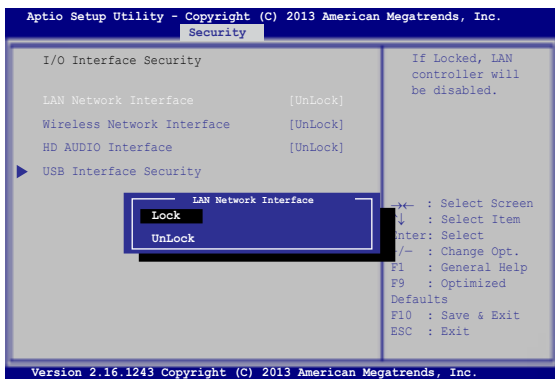 Aptio Setup Utility - Copyright (C) 2013 American Megatrends, Inc.
Security
I/O Interface Security
LAN Network Interface [UnLock]
Wireless Network Interface [UnLock]
HD AUDIO Interface [UnLock]
USB Interface Security
If Locked, LAN
controller will
be disabled.
LAN Network Interface
Lock
UnLock
→← : Select Screen
↑↓ : Select Item
Enter: Select
+/— : Change Opt.
F1 : General Help
F9 : Optimized
Defaults
F10 : Save & Exit
ESC : Exit
Version 2.16.1243 Copyright (C) 2013 American Megatrends, Inc.